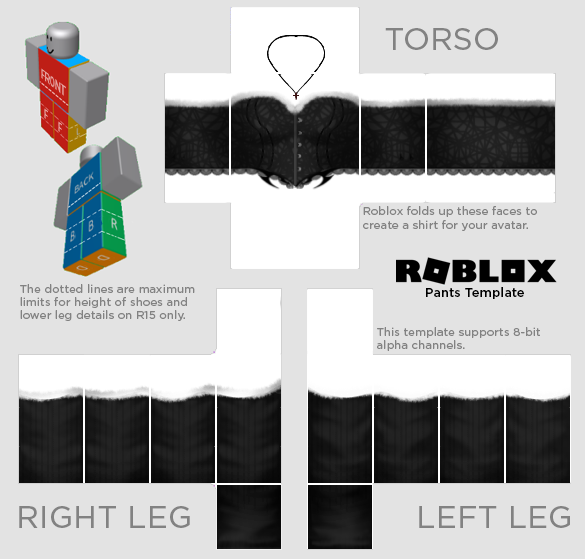 TORSO
FRONT
F F L
BACK
B B R
Roblox folds up these faces to
create a shirt for your avatar.
ROBLOX
Pants Template
The dotted lines are maximum
limits for height of shoes and
lower leg details on R15 only.
This template supports 8-bit
alpha channels.
RIGHT LEG
LEFT LEG